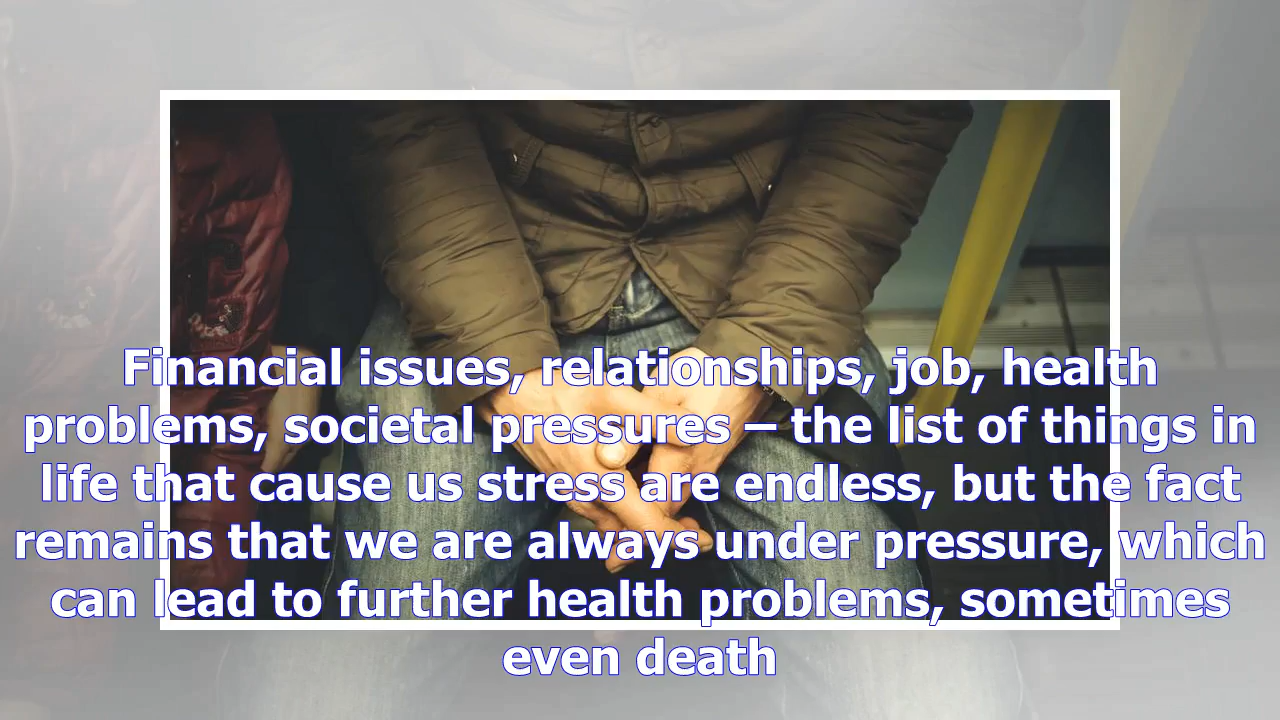 Financial issues, relationships, job, health
problems, societal pressures – the list of things in
life that cause us stress are endless, but the fact
remains that we are always under pressure, which
can lead to further health problems, sometimes
even death